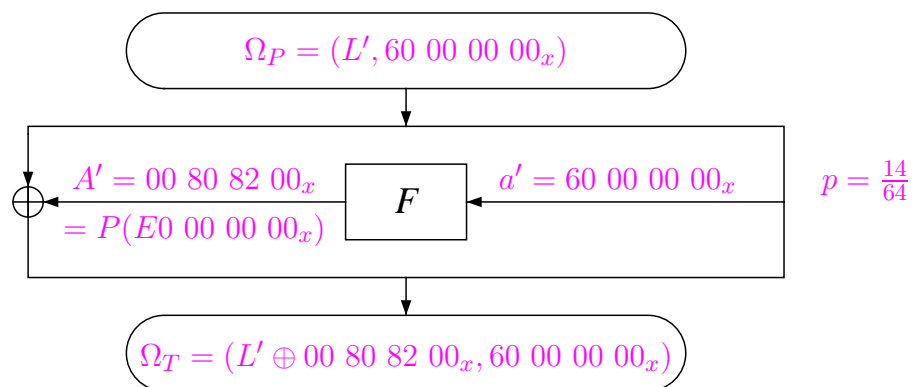 Ω_P = (L′, 60 00 00 00_x)
A′ = 00 80 82 00_x
= P(E0 00 00 00_x)
F
a′ = 60 00 00 00_x
p = 14/64
Ω_T = (L′ ⊕ 00 80 82 00_x, 60 00 00 00_x)